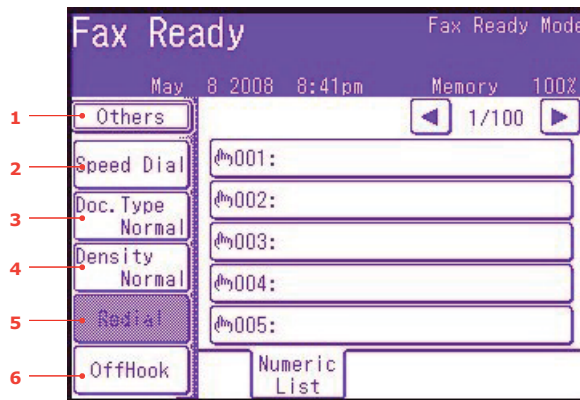 Fax Ready
Fax Ready Mode
May 8 2008 8:41pm Memory 100%
1 Others
1/100
2 Speed Dial
001:
3 Doc.Type
Normal
002:
003:
4 Density
Normal
004:
5 Redial
005:
6 OffHook
Numeric
List